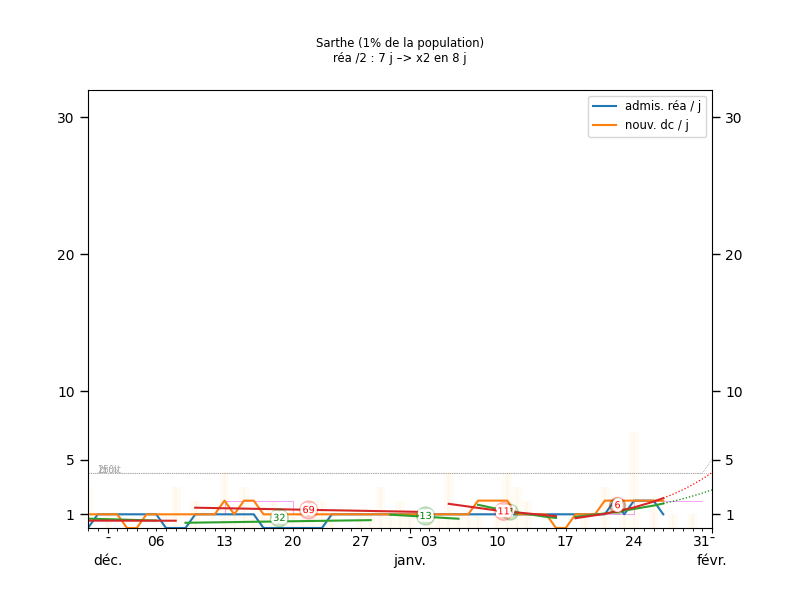 Sarthe (1% de la population)
réa /2 : 7 j –> x2 en 8 j
admis. réa / j
nouv. dc / j
30 30
20 20
10 10
5 5
69 6
32 13 11
1 1
- 06 13 20 27 - 03 10 17 24 31 -
déc. janv. févr.